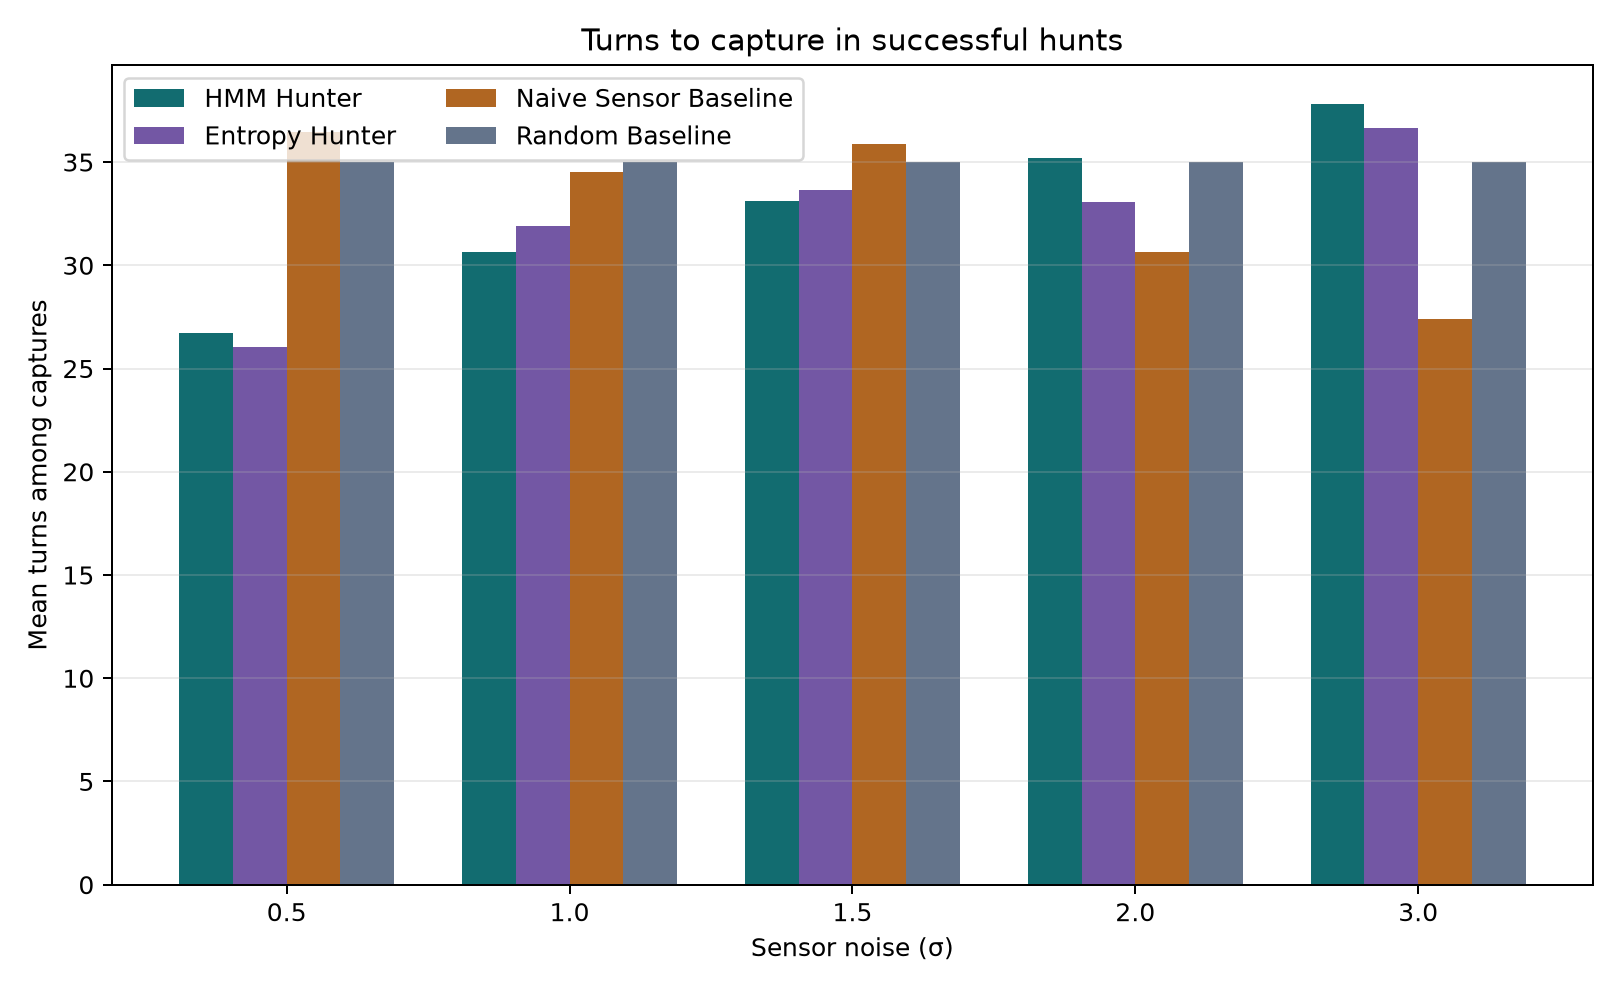 Turns to capture in successful hunts
HMM Hunter
Entropy Hunter
Naive Sensor Baseline
Random Baseline
Mean turns among captures
35
30
25
20
15
10
5
0
0.5 1.0 1.5 2.0 3.0
Sensor noise (σ)